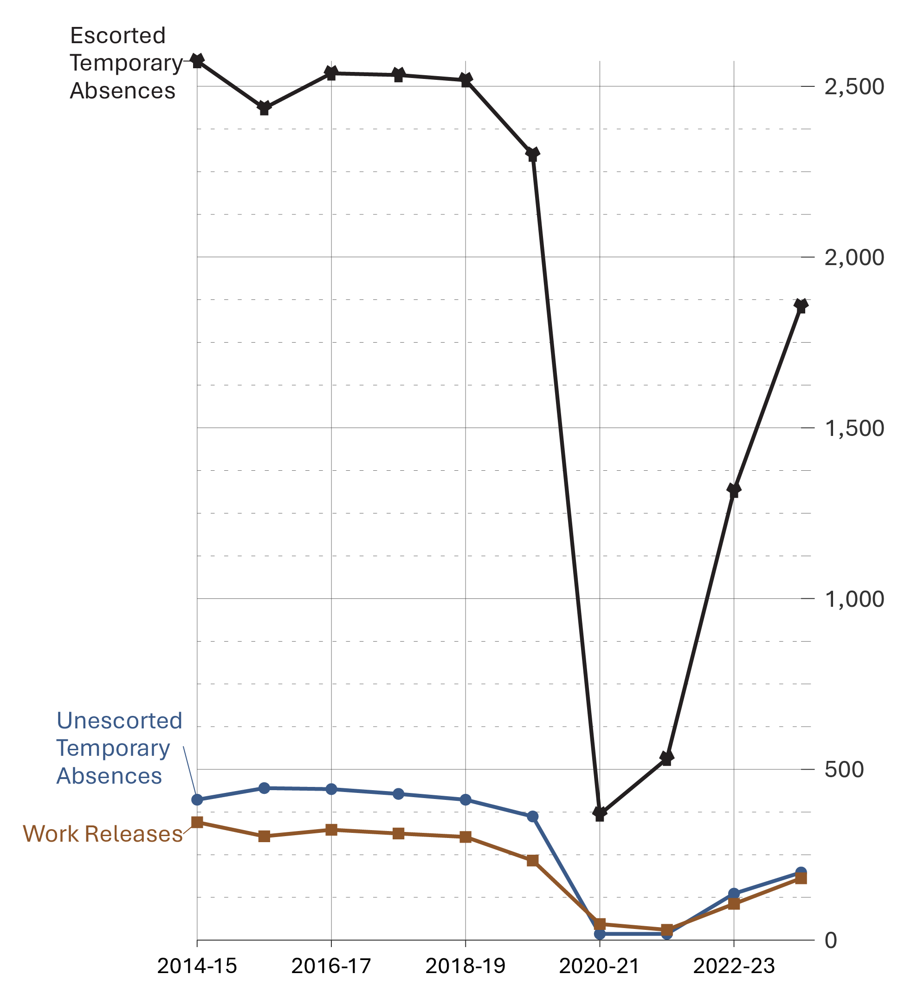 Escorted
Temporary
Absences
2,500
2,000
1,500
1,000
Unescorted
Temporary
Absences
500
Work Releases
0
2014-15
2016-17
2018-19
2020-21
2022-23